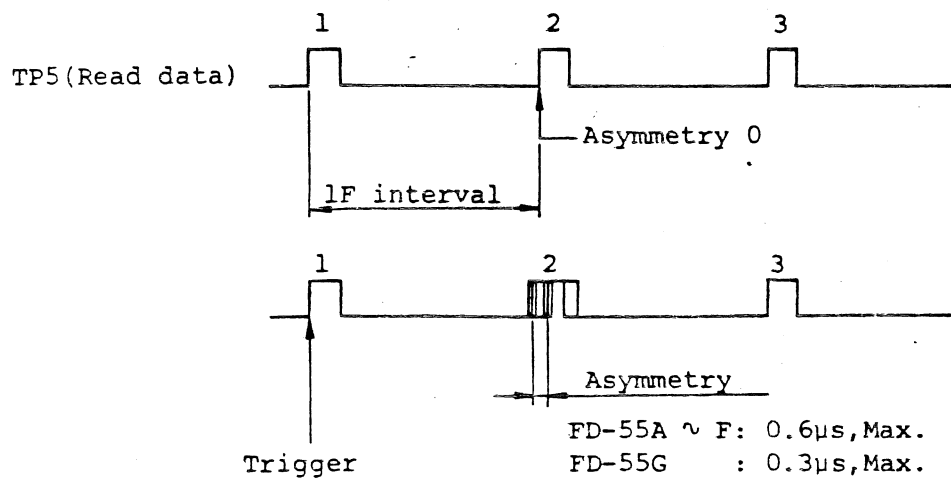 1 2 3
TP5(Read data)
Asymmetry 0
1F interval
1 2 3
Asymmetry
FD-55A ~ F: 0.6µs,Max.
Trigger FD-55G : 0.3µs,Max.